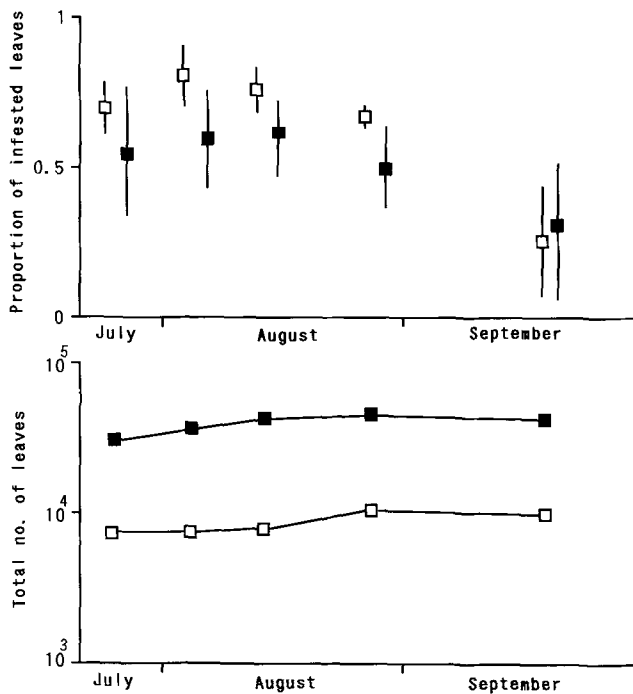 Proportion of infested leaves
1
0.5
0
July August September
Total no. of leaves
10^5
10^4
10^3
July August September